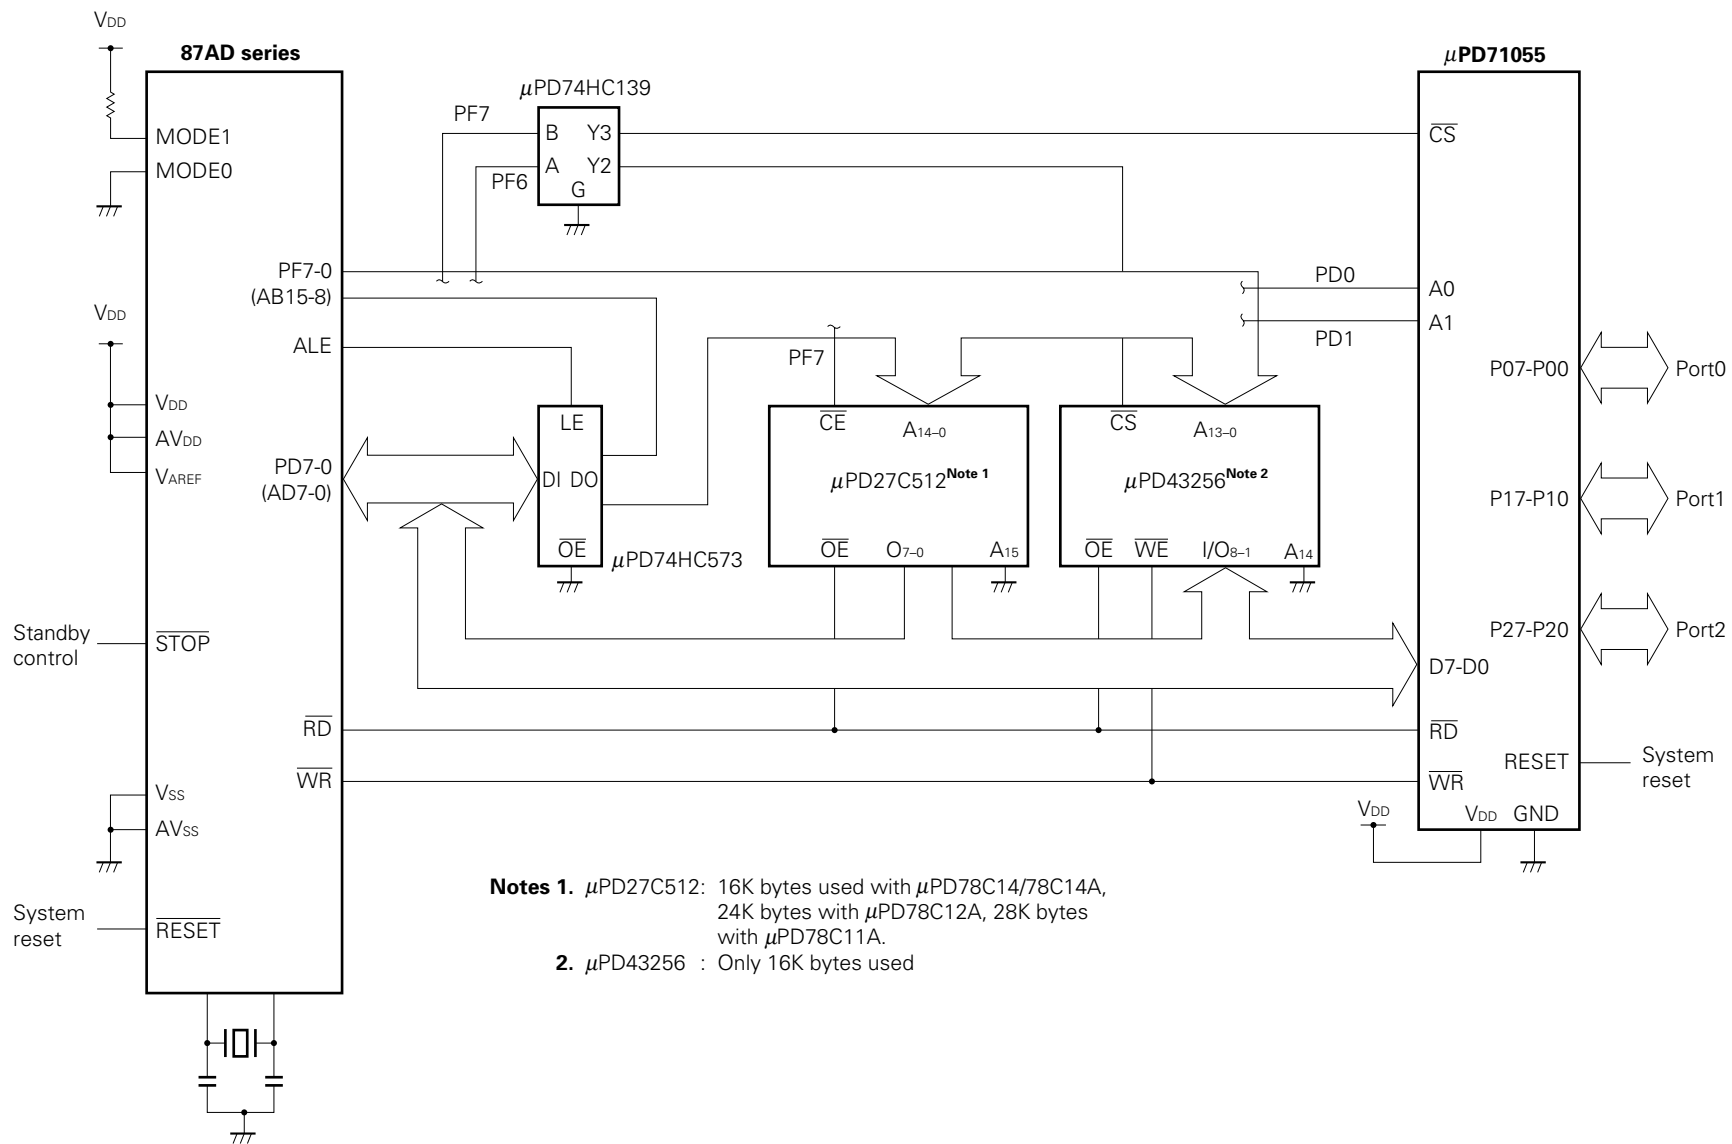 VDD
87AD series
μPD71055
μPD74HC139
PF7
B Y3
CS
MODE1
A Y2
MODE0
PF6
G
PF7-0
(AB15-8)
PD0
A0
VDD
A1
ALE
PD1
PF7
P07-P00
Port0
VDD
LE
CE
A14–0
CS
A13–0
AVDD
PD7-0
(AD7-0)
VAREF
DI DO
μPD27C512Note 1
μPD43256Note 2
P17-P10
Port1
OE
μPD74HC573
OE
O7–0
A15
OE
WE
I/O8–1
A14
Standby
control
STOP
P27-P20
Port2
D7-D0
RD
RD
WR
WR
RESET
System
reset
VSS
AVSS
VDD
VDD
GND
Notes 1. μPD27C512: 16K bytes used with μPD78C14/78C14A,
24K bytes with μPD78C12A, 28K bytes
with μPD78C11A.
2. μPD43256 : Only 16K bytes used
System
reset
RESET